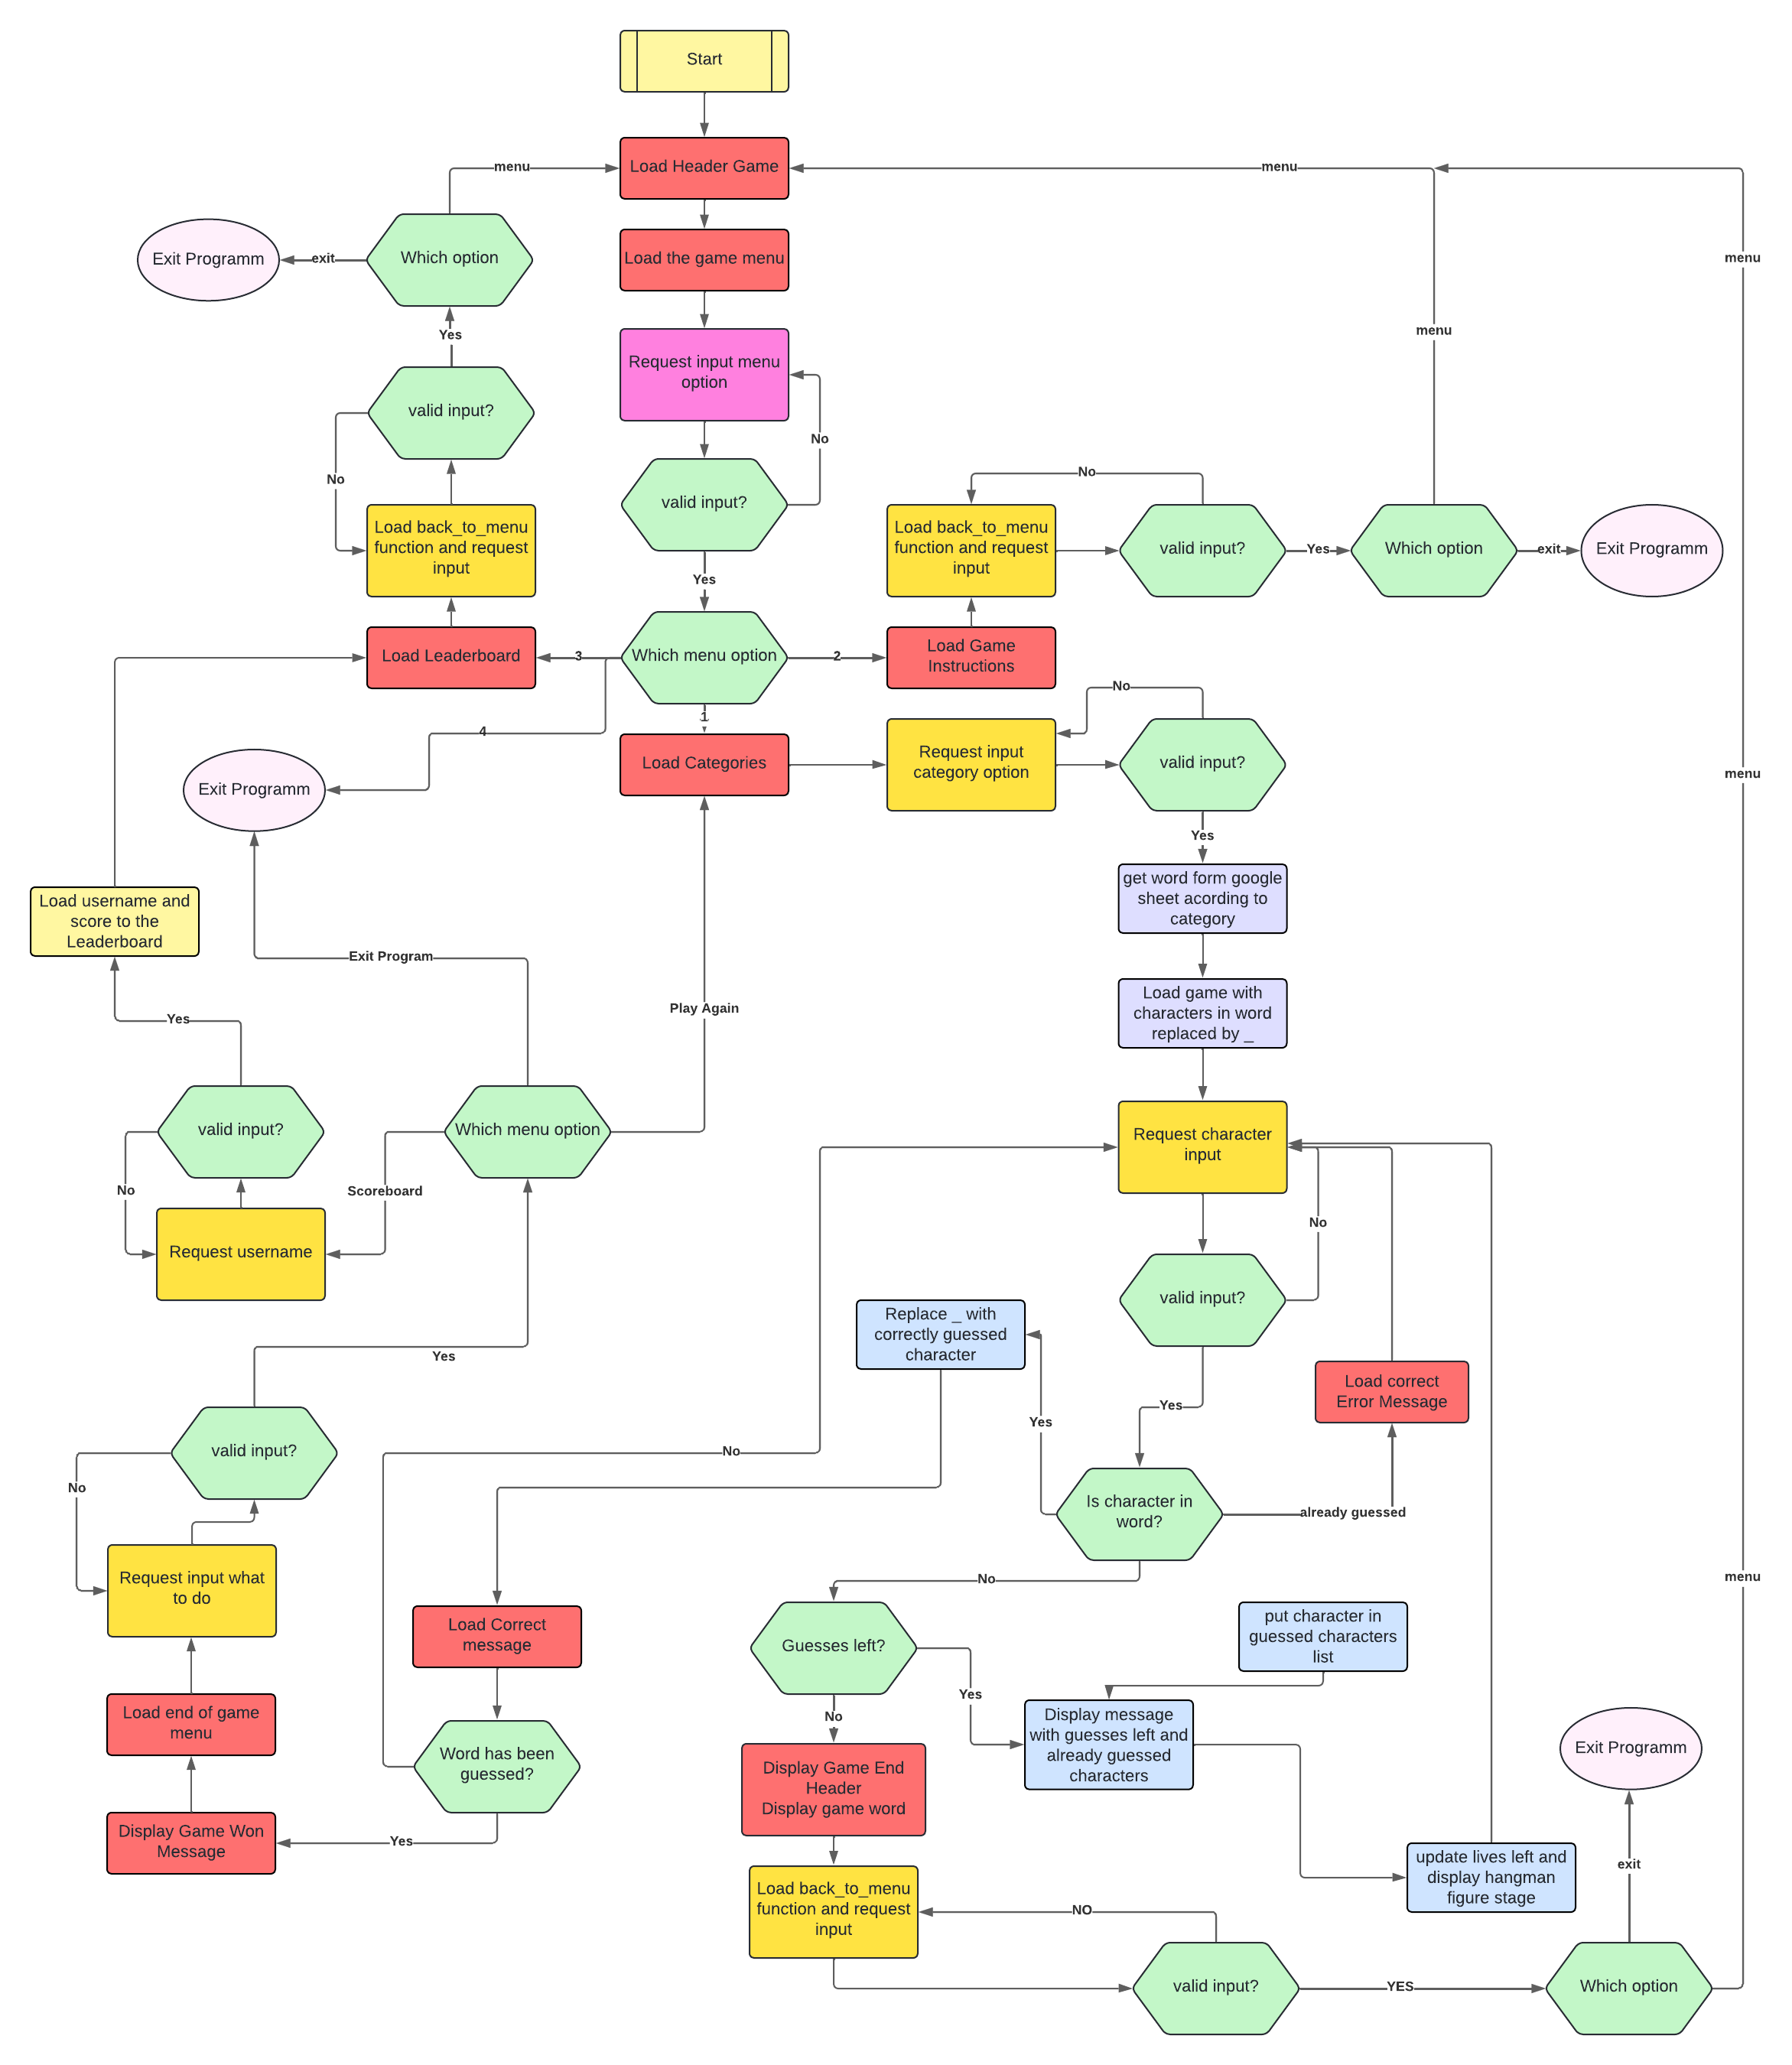 Start
Load Header Game
menu
menu
Exit Programm
exit
Which option
Load the game menu
menu
Yes
menu
Request input menu
option
valid input?
No
No
valid input?
No
Load back_to_menu
function and request
input
Load back_to_menu
function and request
input
valid input?
Yes
Which option
exit
Exit Programm
Yes
Load Leaderboard
3
Which menu option
2
Load Game
Instructions
No
1
4
Load Categories
Request input
category option
valid input?
menu
Exit Programm
Yes
get word form google
sheet acording to
category
Load username and
score to the
Leaderboard
Exit Program
Play Again
Load game with
characters in word
replaced by _
Yes
valid input?
Which menu option
Request character
input
No
Scoreboard
No
Request username
valid input?
Replace _ with
correctly guessed
character
Yes
Load correct
Error Message
Yes
Yes
valid input?
No
No
Is character in
word?
already guessed
Request input what
to do
No
menu
Load Correct
message
Guesses left?
put character in
guessed characters
list
Yes
Load end of game
menu
No
Display message
with guesses left and
already guessed
characters
Word has been
guessed?
Display Game End
Header
Display game word
Exit Programm
Display Game Won
Message
Yes
update lives left and
display hangman
figure stage
exit
Load back_to_menu
function and request
input
NO
valid input?
YES
Which option